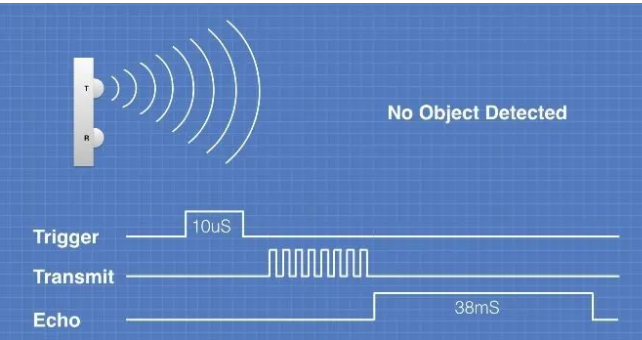 T
No Object Detected
R
Trigger
10uS
Transmit
Echo
38mS